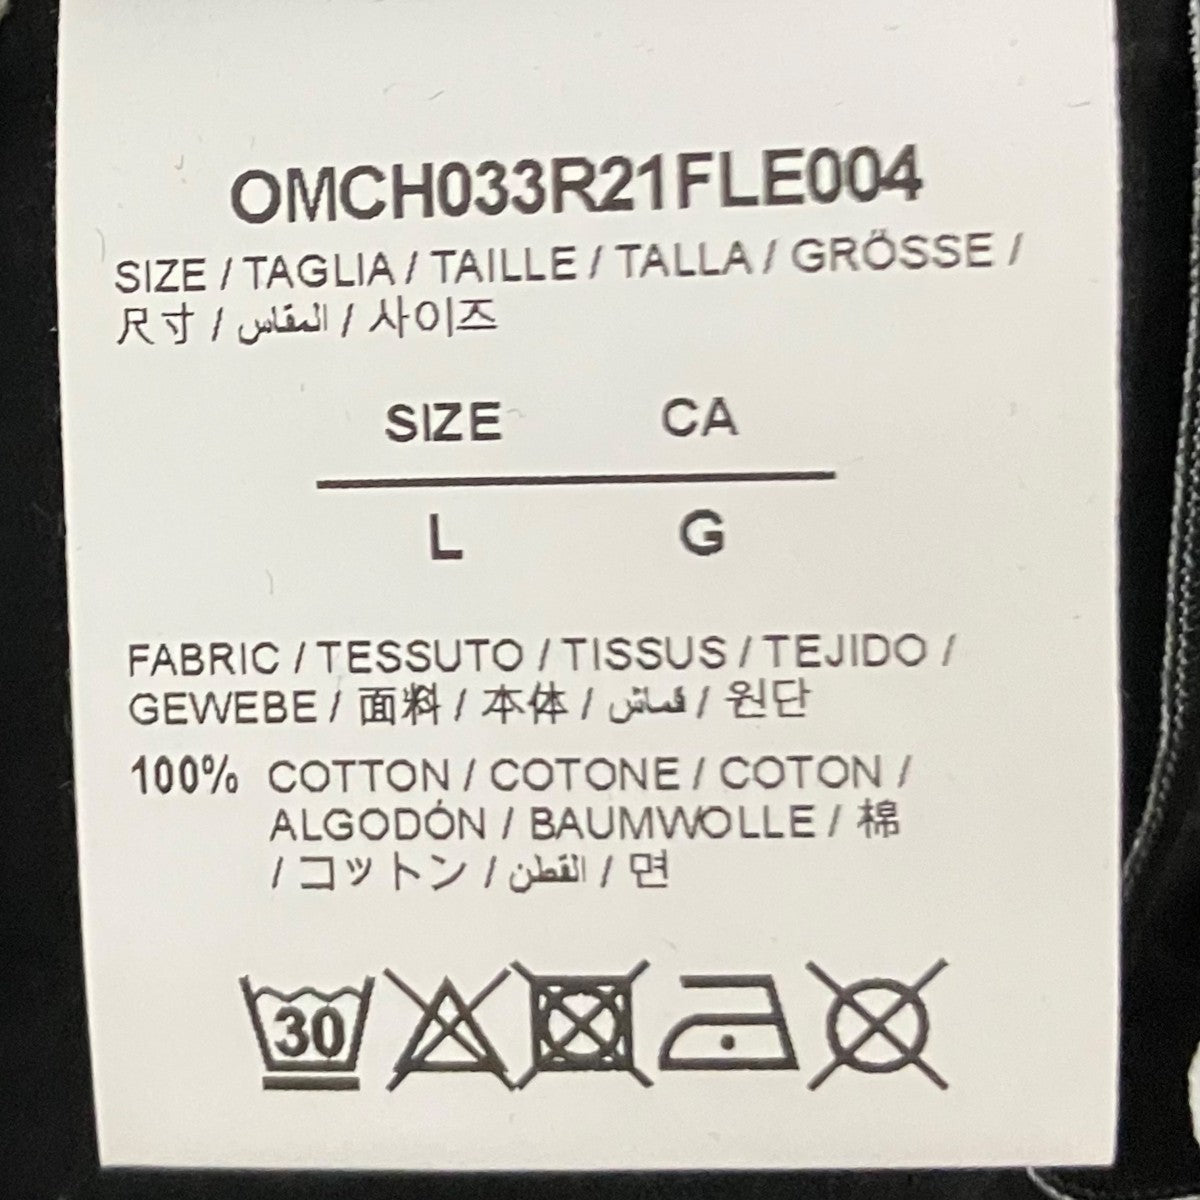 OMCH033R21FLE004
SIZE / TAGLIA / TAILLE / TALLA / GRÖSSE /
尺寸 / المقاس / 사이즈
SIZE CA
L G
FABRIC / TESSUTO / TISSUS / TEJIDO /
GEWEBE / 面料 / 本体 / قماش / 원단
100% COTTON / COTONE / COTON /
ALGODÓN / BAUMWOLLE / 棉
/ コットン / القطن / 면
30